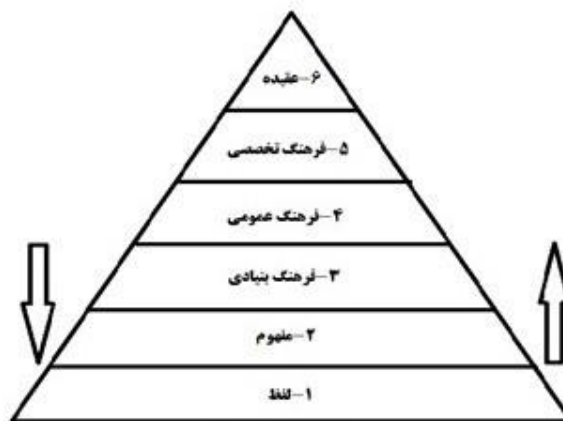 ۶-عقیده
۵-فرهنگ تخصصی
۴-فرهنگ عمومی
۳-فرهنگ بنیادی
۲-مفهوم
۱-لفظ